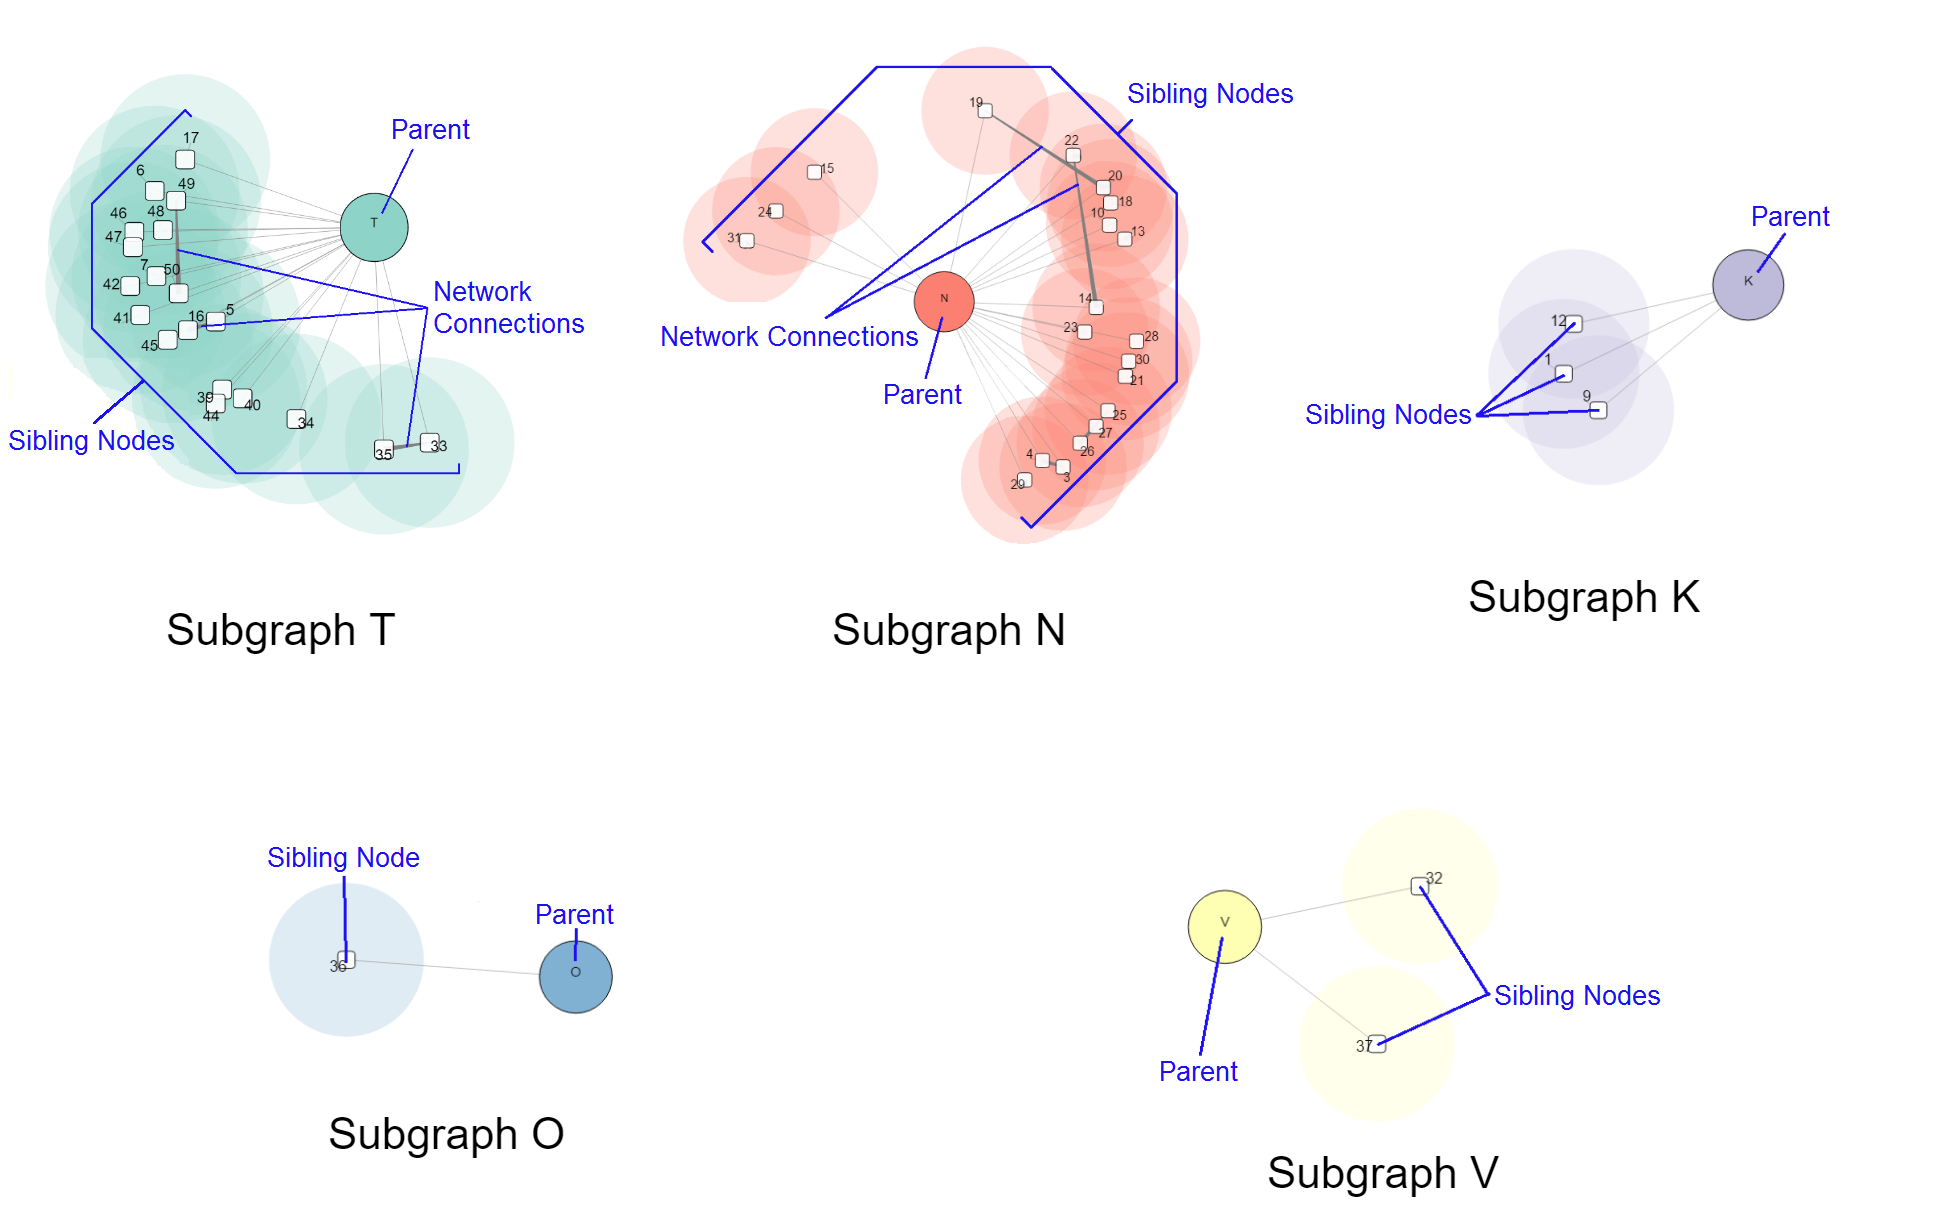 17
Parent
6
49
46
48
T
47
7
50
42
Network
Connections
41
16
5
45
39
40
44
34
Sibling Nodes
35
33
Subgraph T
19
Sibling Nodes
22
15
20
18
24
10
13
31
N
14
23
28
Network Connections
30
21
Parent
25
27
26
4
3
29
Subgraph N
Parent
K
12
1
9
Sibling Nodes
Subgraph K
Sibling Node
Parent
36
O
Subgraph O
32
V
Sibling Nodes
37
Parent
Subgraph V